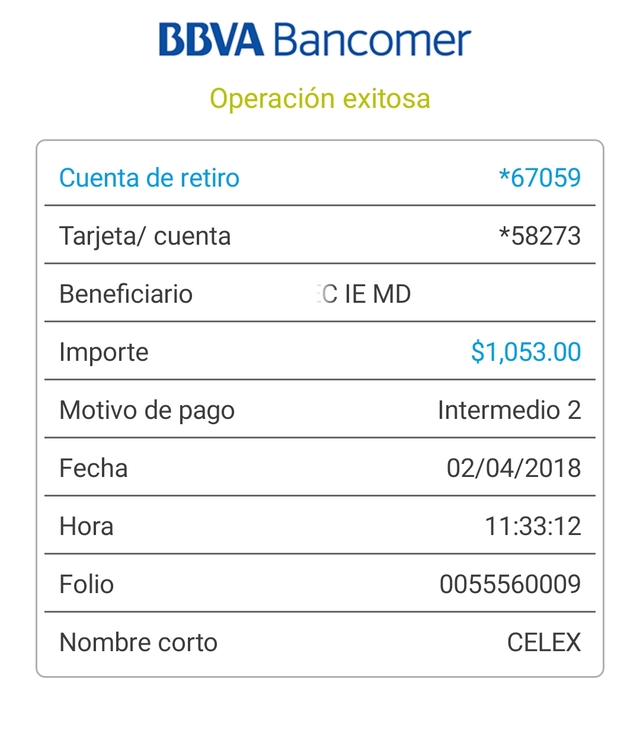 BBVA Bancomer
Operación exitosa
Cuenta de retiro *67059
Tarjeta/ cuenta *58273
Beneficiario C IE MD
Importe $1,053.00
Motivo de pago Intermedio 2
Fecha 02/04/2018
Hora 11:33:12
Folio 0055560009
Nombre corto CELEX